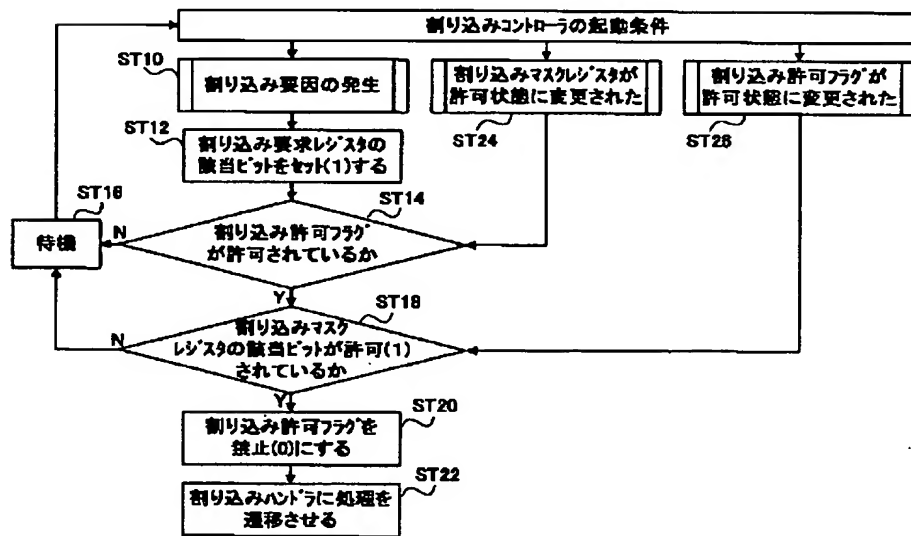 割り込みコントローラの起動条件
ST10
割り込み要因の発生
割り込みマスクレジスタが
許可状態に変更された
ST24
割り込み許可フラグが
許可状態に変更された
ST26
ST12
割り込み要求レジスタの
該当ビットをセット(1)する
ST16
待機
ST14
N
割り込み許可フラグ
が許可されているか
Y
ST18
N
割り込みマスク
レジスタの該当ビットが許可(1)
されているか
Y
ST20
割り込み許可フラグを
禁止(0)にする
ST22
割り込みハンドラに処理を
遷移させる